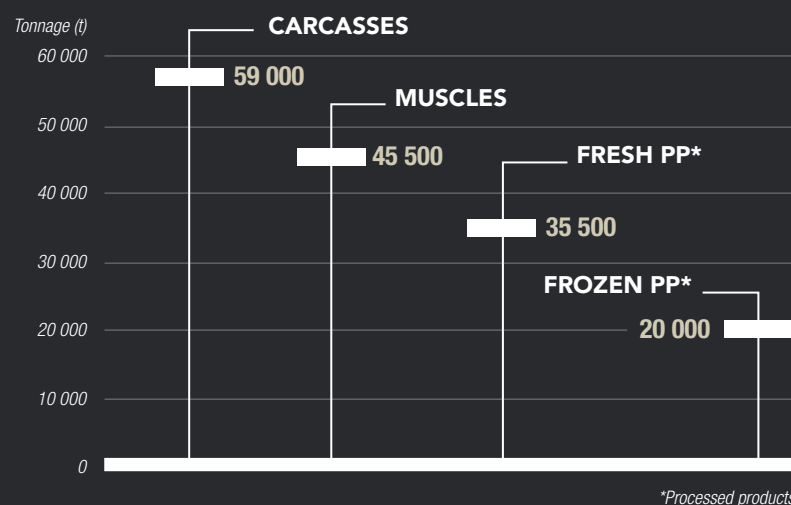 Tonnage (t)
CARCASSES
60 000
59 000
MUSCLES
50 000
45 500
FRESH PP*
40 000
35 500
30 000
FROZEN PP*
20 000
20 000
10 000
0
*Processed products